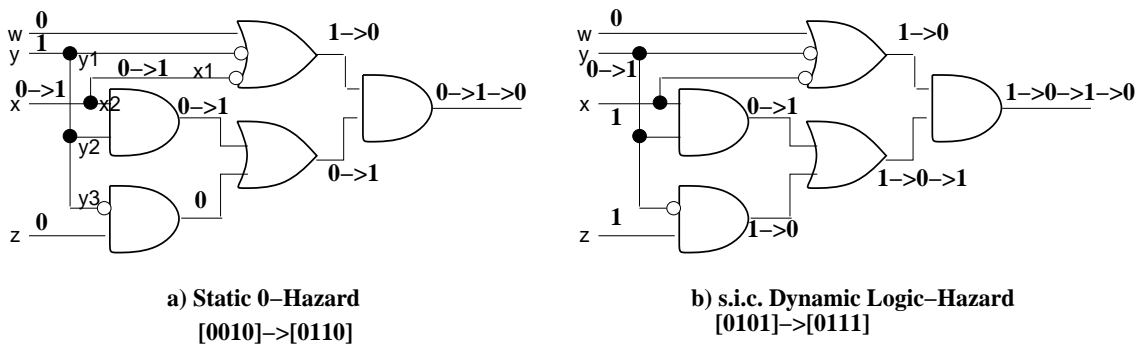 w 0
y 1
y1
1->0
0->1 x1
0->1
x x2
0->1
0->1->0
y2
0->1
y3
0
0
z
a) Static 0-Hazard
[0010]->[0110]
w 0
y
1->0
0->1
x
1
0->1
1->0->1->0
1->0->1
1
z
1->0
b) s.i.c. Dynamic Logic-Hazard
[0101]->[0111]